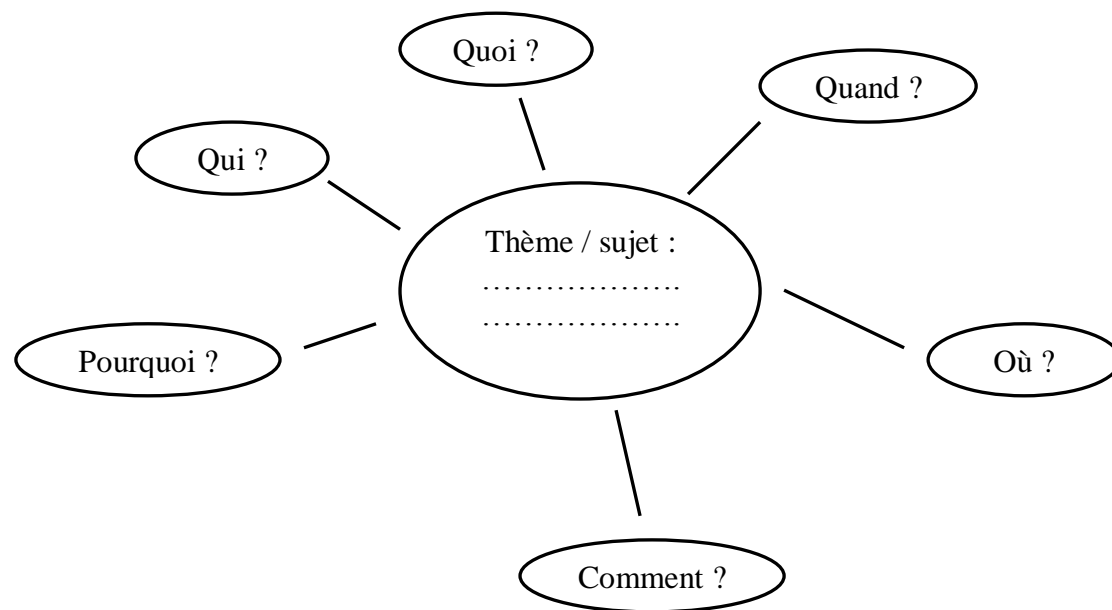 Quoi ?
Quand ?
Qui ?
Thème / sujet :
...................
...................
Pourquoi ?
Où ?
Comment ?